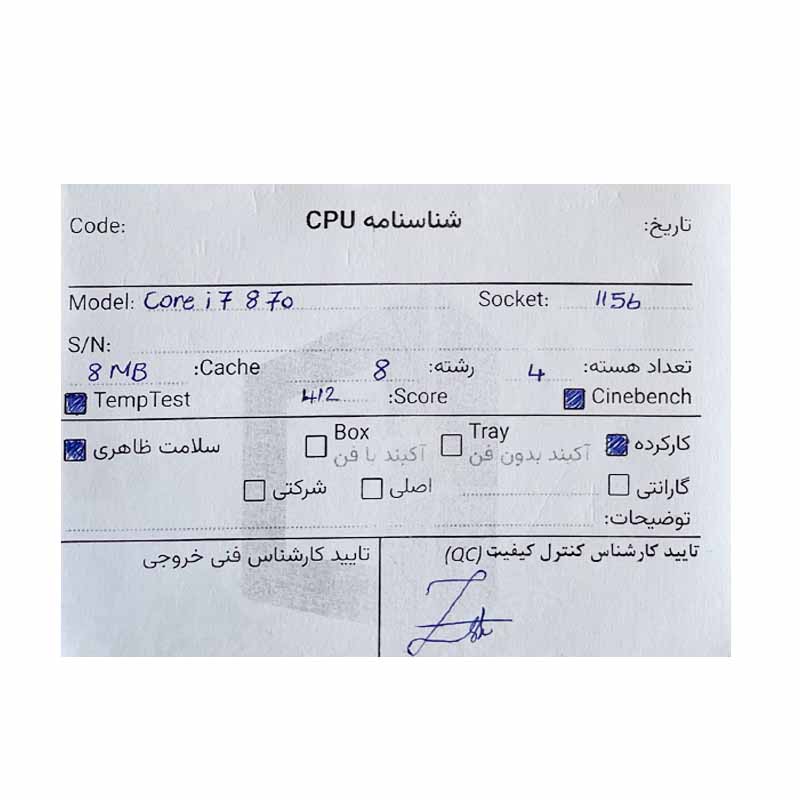 Code: شناسنامه CPU تاریخ:
Model: Core i7 870 Socket: 1156
S/N:
تعداد هسته: 4 رشته: 8 Cache: 8 MB
Cinebench Score: 412 TempTest
کارکرده Tray Box سلامت ظاهری
آکبند بدون فن آکبند با فن
گارانتی اصلی شرکتی
توضیحات:
تایید کارشناس کنترل کیفیت (QC) تایید کارشناس فنی خروجی